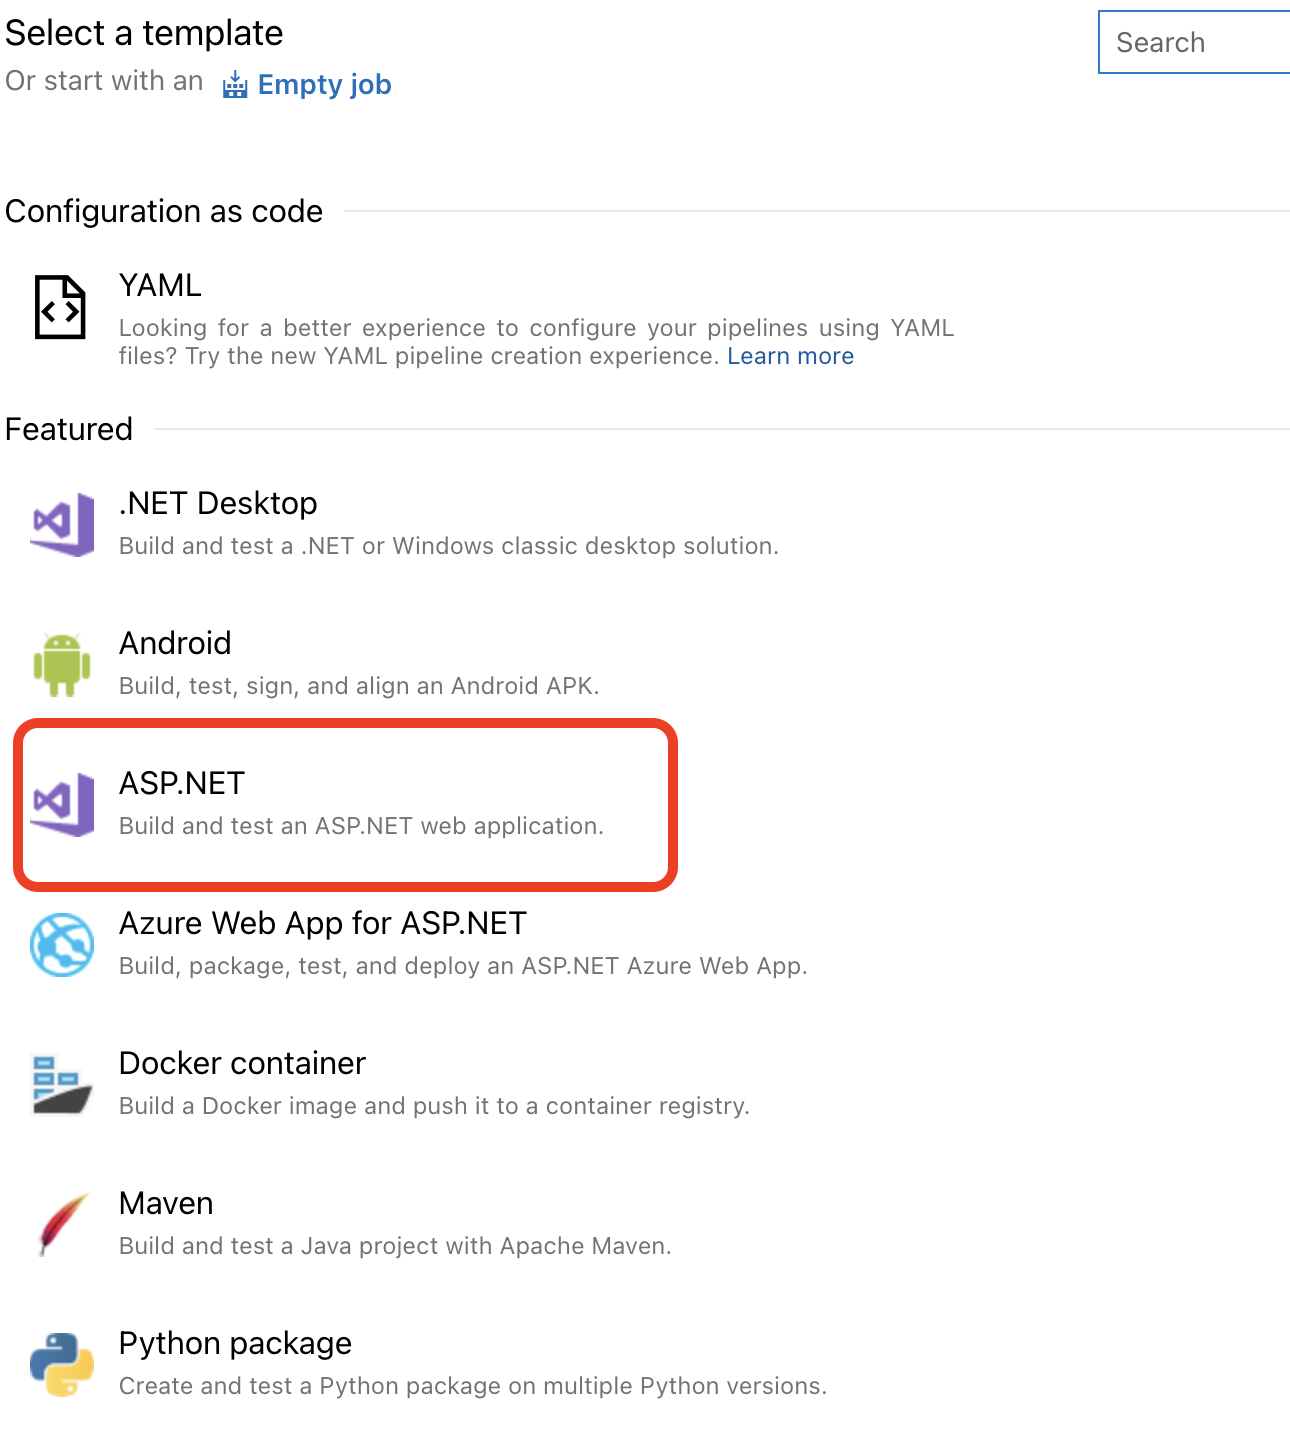 Select a template
Search
Or start with an Empty job
Configuration as code
YAML
Looking for a better experience to configure your pipelines using YAML
files? Try the new YAML pipeline creation experience. Learn more
Featured
.NET Desktop
Build and test a .NET or Windows classic desktop solution.
Android
Build, test, sign, and align an Android APK.
ASP.NET
Build and test an ASP.NET web application.
Azure Web App for ASP.NET
Build, package, test, and deploy an ASP.NET Azure Web App.
Docker container
Build a Docker image and push it to a container registry.
Maven
Build and test a Java project with Apache Maven.
Python package
Create and test a Python package on multiple Python versions.